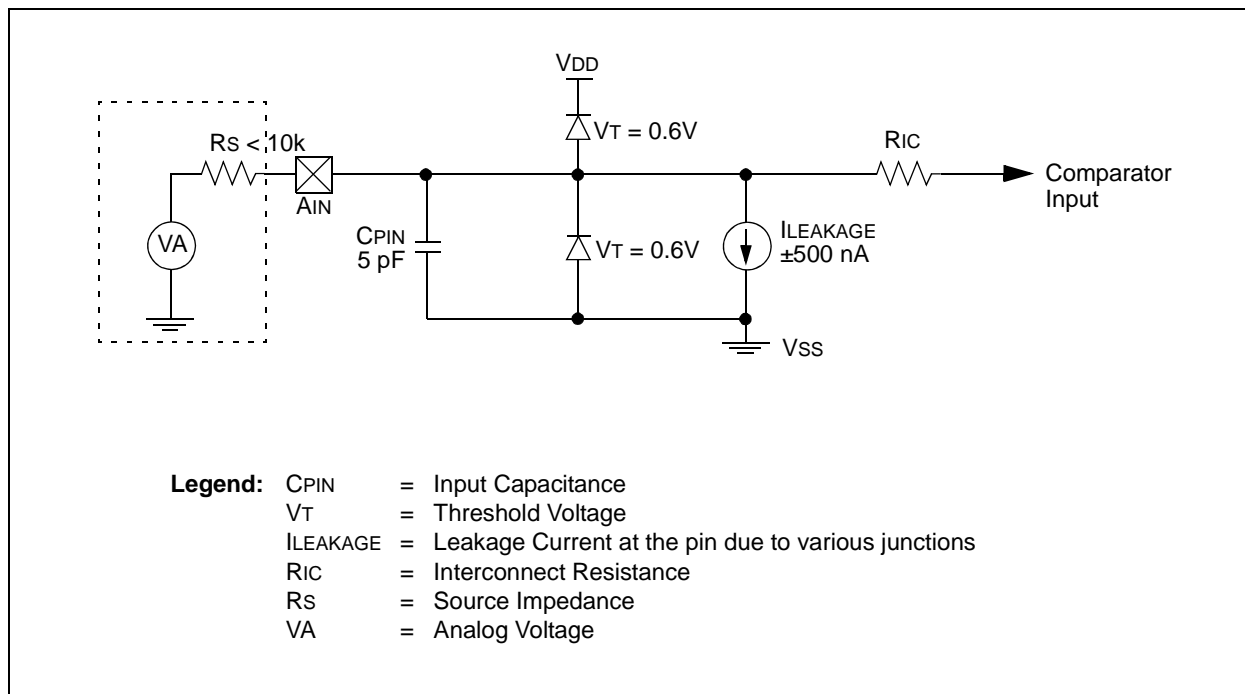 VDD
RS < 10k
VT = 0.6V
RIC
AIN
Comparator
Input
VA
CPIN
5 pF
VT = 0.6V
ILEAKAGE
±500 nA
VSS
Legend: CPIN = Input Capacitance
VT = Threshold Voltage
ILEAKAGE = Leakage Current at the pin due to various junctions
RIC = Interconnect Resistance
RS = Source Impedance
VA = Analog Voltage